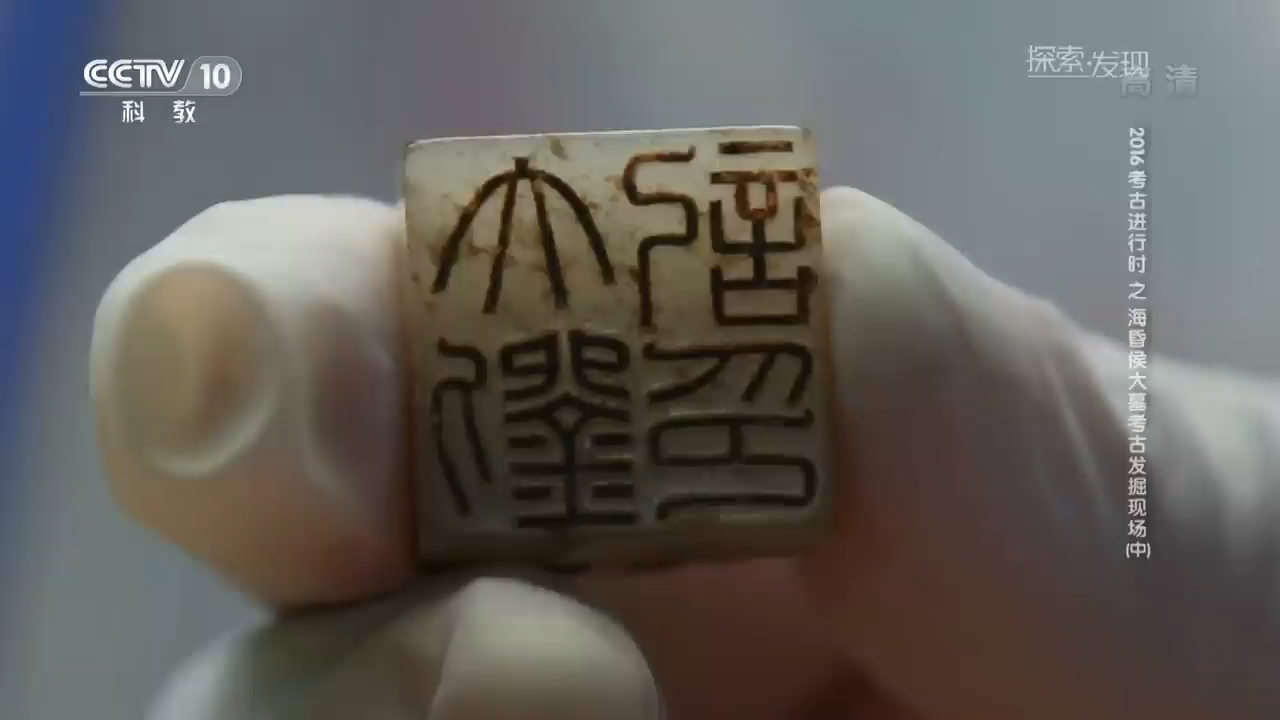 CCTV 10
科教
探索·发现
高清
2016考古进行时 之 海昏侯大墓考古发掘现场(中)
大劉
記印